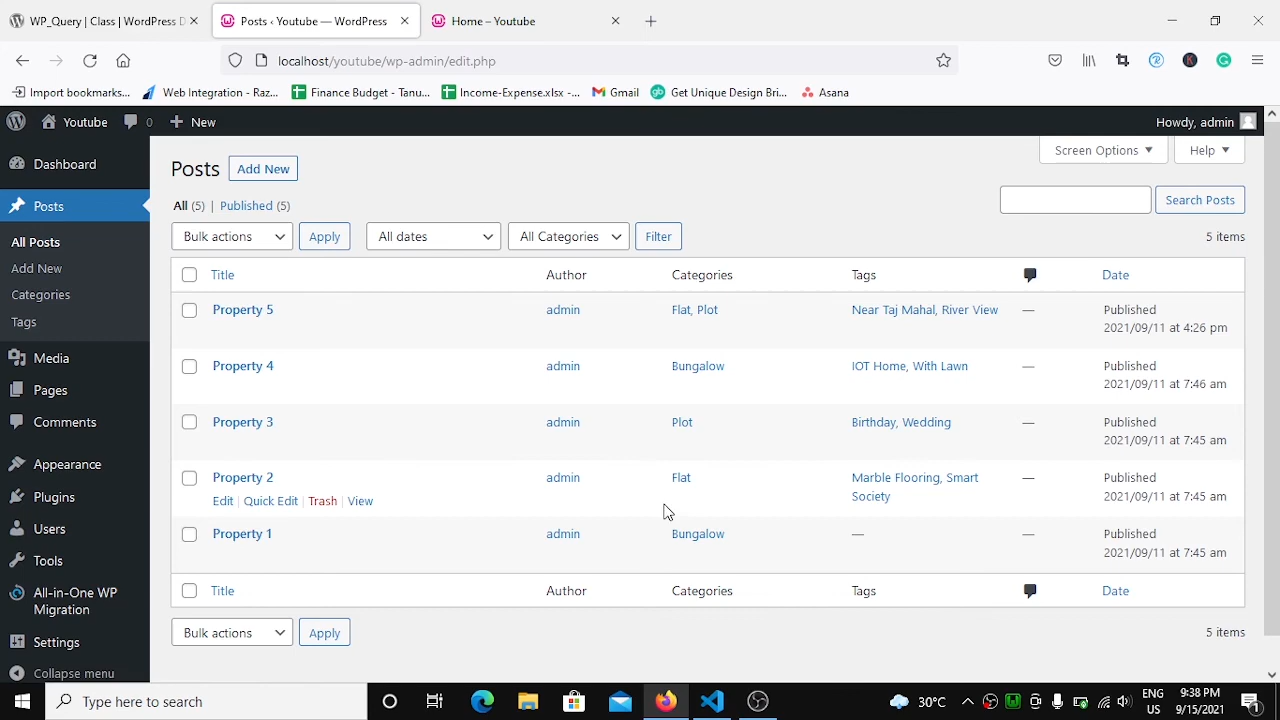 WP_Query | Class | WordPress D
Posts ‹ Youtube — WordPress
Home – Youtube
localhost/youtube/wp-admin/edit.php
Import bookmarks...
Web Integration - Raz...
Finance Budget - Tanu...
Income-Expense.xlsx -...
Gmail
Get Unique Design Bri...
Asana
Youtube
0
New
Howdy, admin
Dashboard
Posts
All Posts
Add New
Categories
Tags
Media
Pages
Comments
Appearance
Plugins
Users
Tools
All-in-One WP
Migration
Settings
Collapse menu
Posts
Add New
Screen Options
Help
All (5) | Published (5)
Search Posts
Bulk actions
Apply
All dates
All Categories
Filter
5 items
Title Author Categories Tags Date
Property 5 admin Flat, Plot Near Taj Mahal, River View — Published
2021/09/11 at 4:26 pm
Property 4 admin Bungalow IOT Home, With Lawn — Published
2021/09/11 at 7:46 am
Property 3 admin Plot Birthday, Wedding — Published
2021/09/11 at 7:45 am
Property 2 admin Flat Marble Flooring, Smart — Published
Edit | Quick Edit | Trash | View Society 2021/09/11 at 7:45 am
Property 1 admin Bungalow — — Published
2021/09/11 at 7:45 am
Title Author Categories Tags Date
Bulk actions
Apply
5 items
Type here to search
30°C
ENG
US
9:38 PM
9/15/2021
1